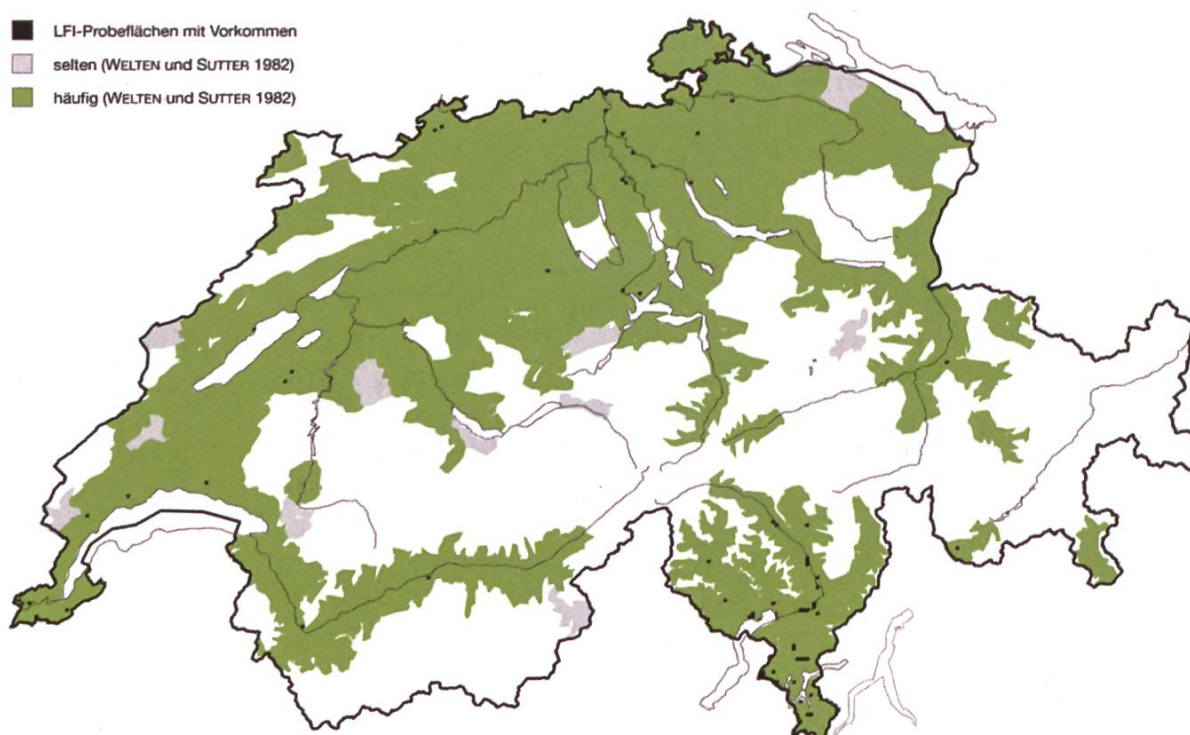 LFI-Probeflächen mit Vorkommen
selten (WELTEN und SUTTER 1982)
häufig (WELTEN und SUTTER 1982)